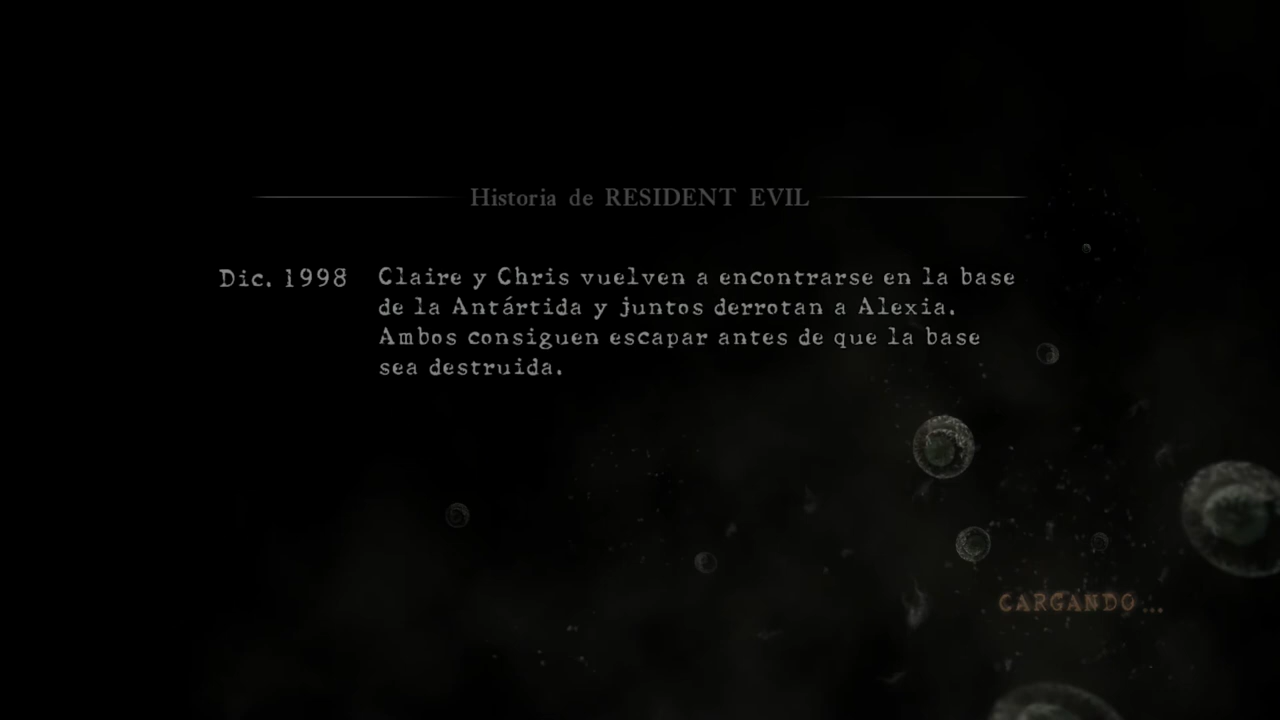 Historia de RESIDENT EVIL
Dic. 1998 Claire y Chris vuelven a encontrarse en la base
de la Antártida y juntos derrotan a Alexia.
Ambos consiguen escapar antes de que la base
sea destruida.
CARGANDO...